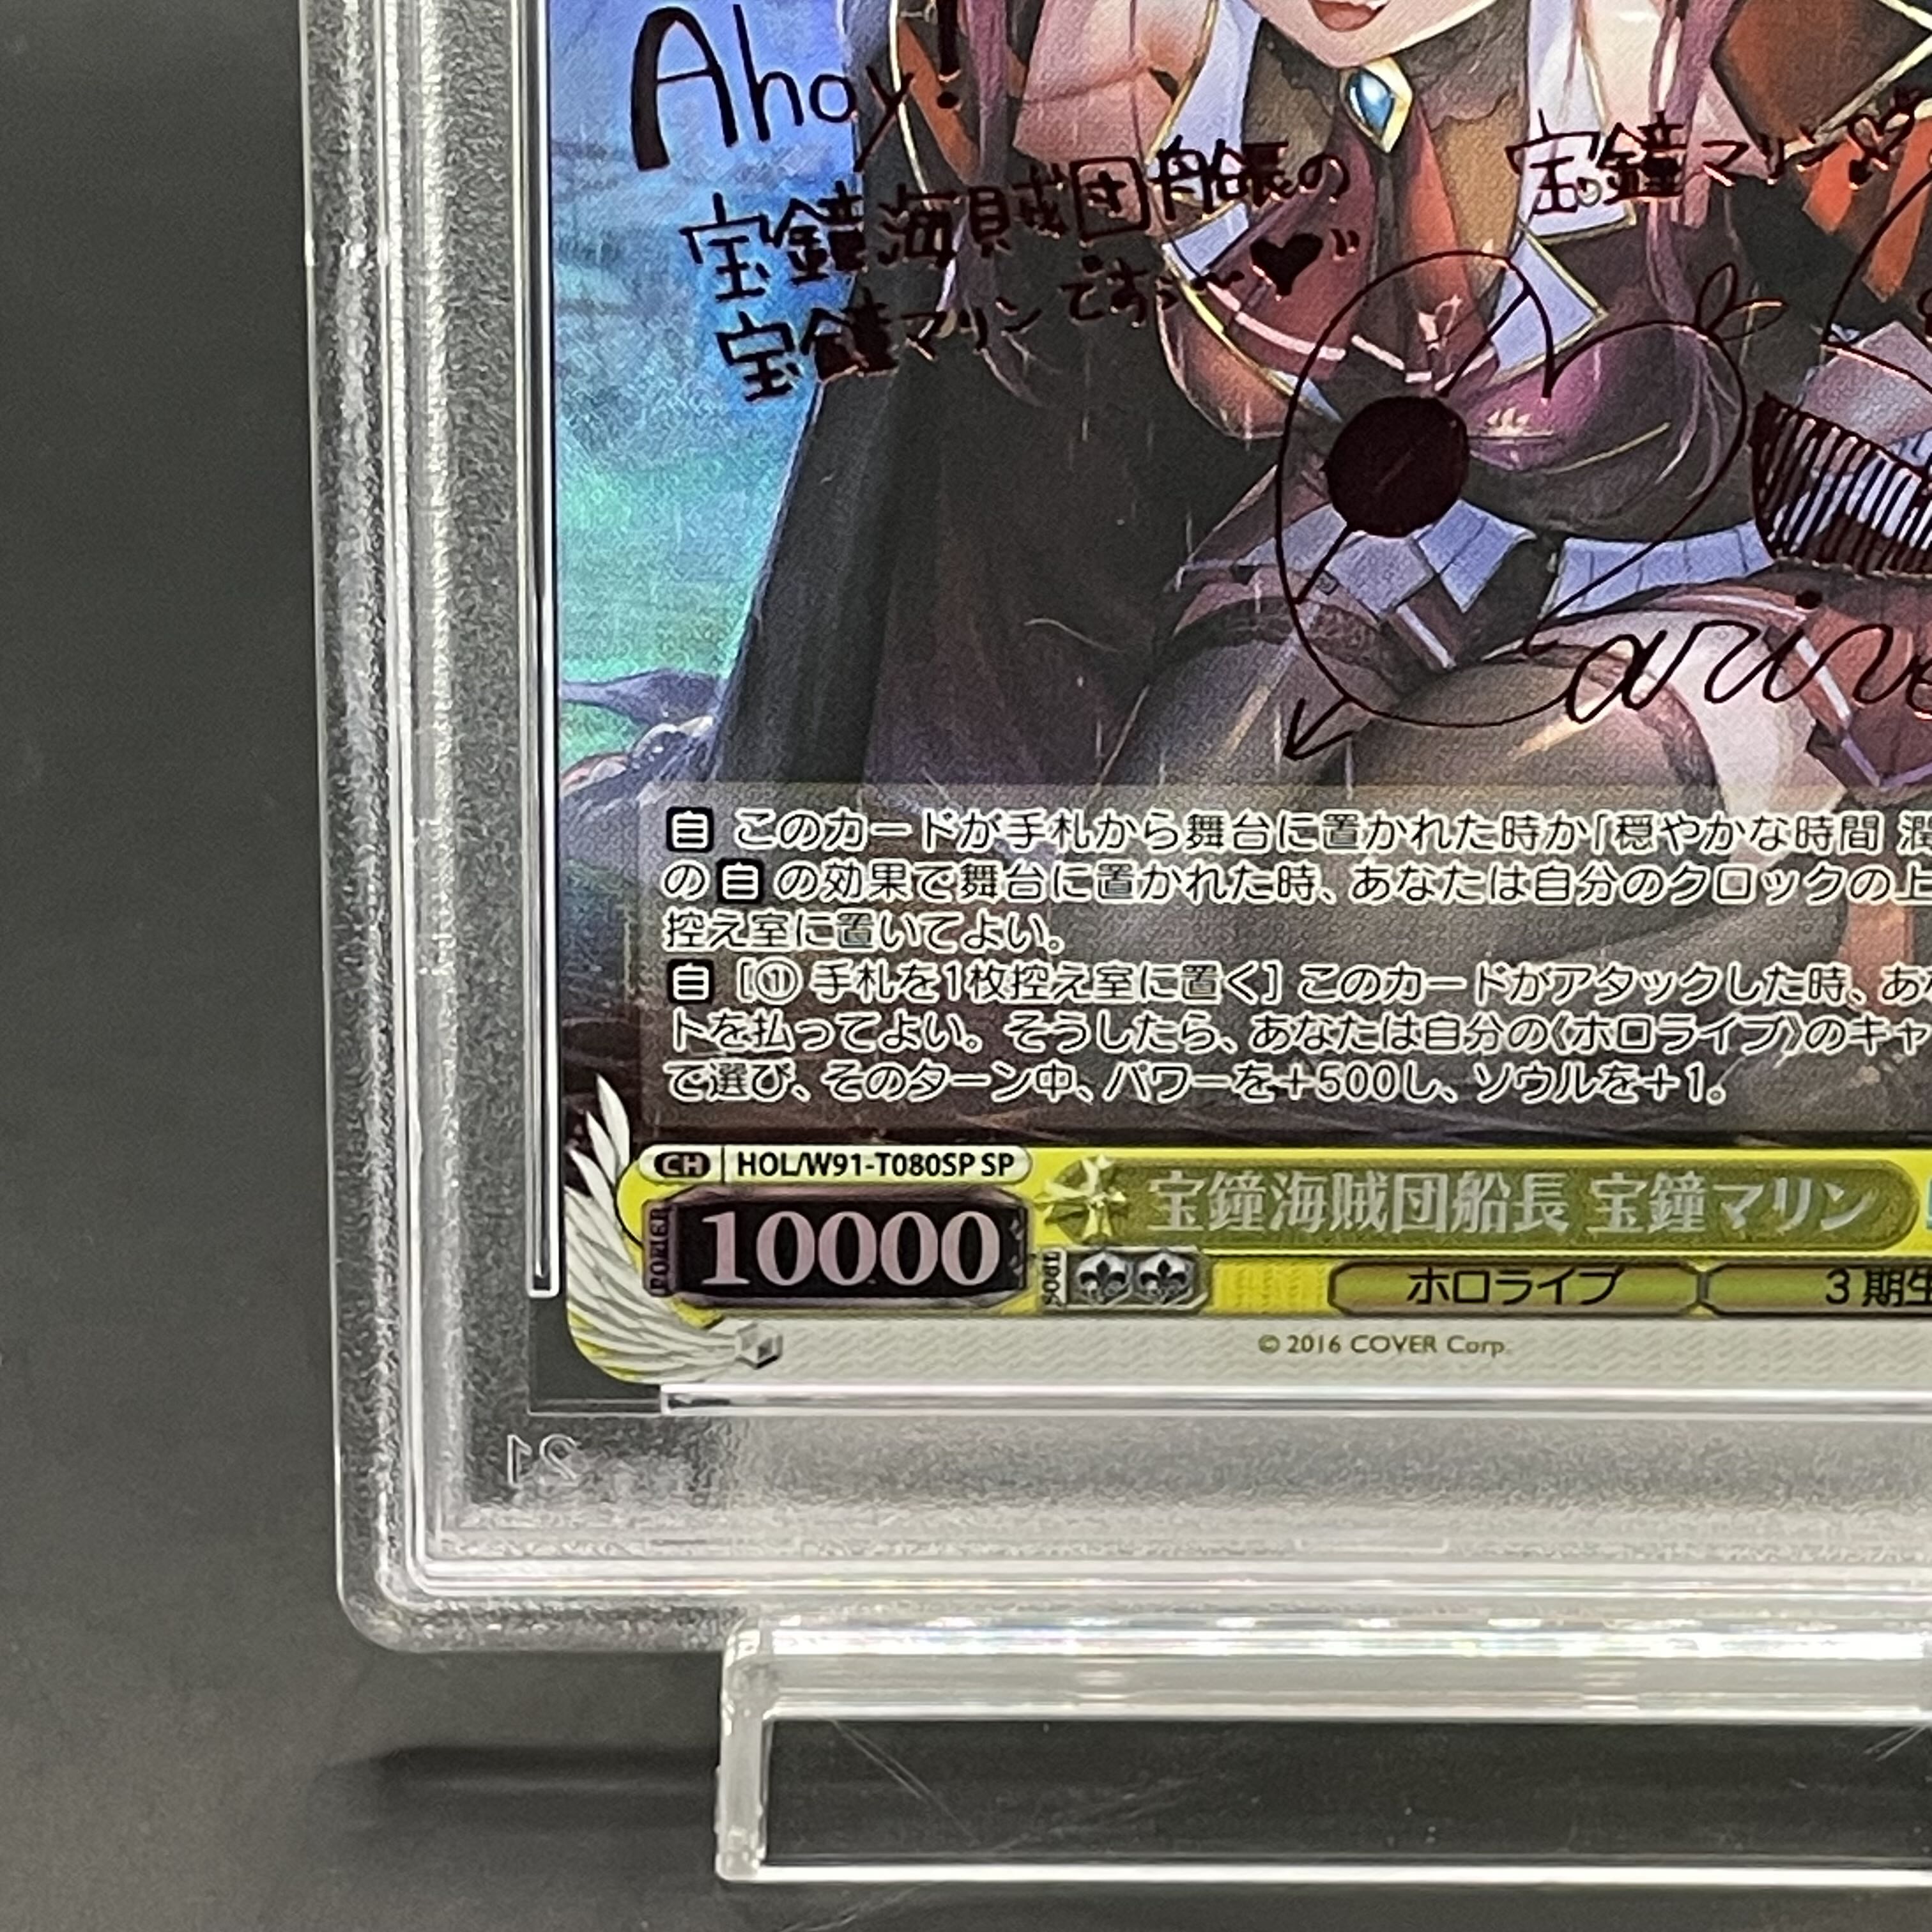 Ahoy!
宝鐘海賊団船長の
宝鐘マリンですぅ〜♥
宝鐘マリン♡
arine
自 このカードが手札から舞台に置かれた時か「穏やかな時間 潤
の 自 の効果で舞台に置かれた時、あなたは自分のクロックの上
控え室に置いてよい。
自 [① 手札を1枚控え室に置く] このカードがアタックした時、あな
トを払ってよい。そうしたら、あなたは自分の《ホロライブ》のキャ
で選び、そのターン中、パワーを+500し、ソウルを+1。
CH HOL/W91-T080SP SP
POWER 10000
宝鐘海賊団船長 宝鐘マリン
SOUL
ホロライブ
3期生
© 2016 COVER Corp.
21